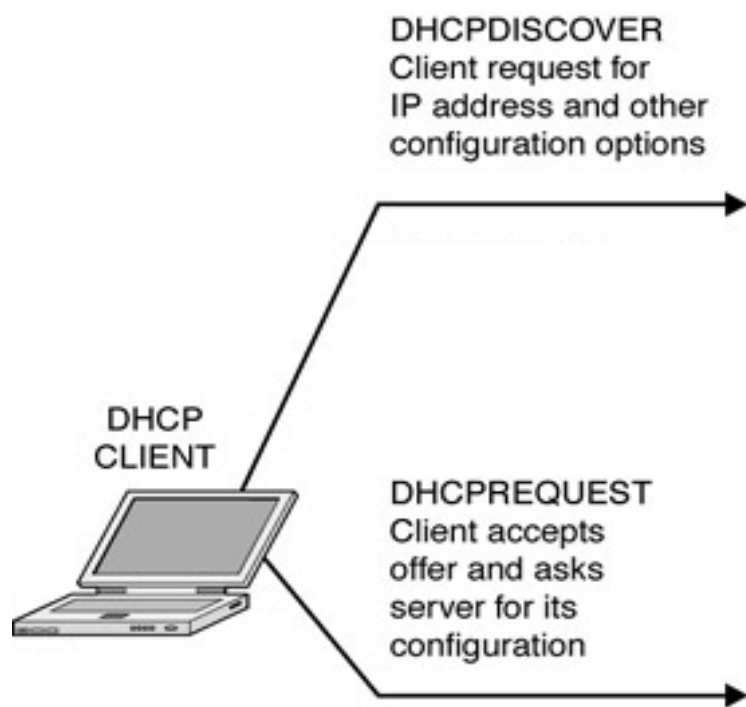 DHCPDISCOVER
Client request for
IP address and other
configuration options
DHCP
CLIENT
DHCPREQUEST
Client accepts
offer and asks
server for its
configuration